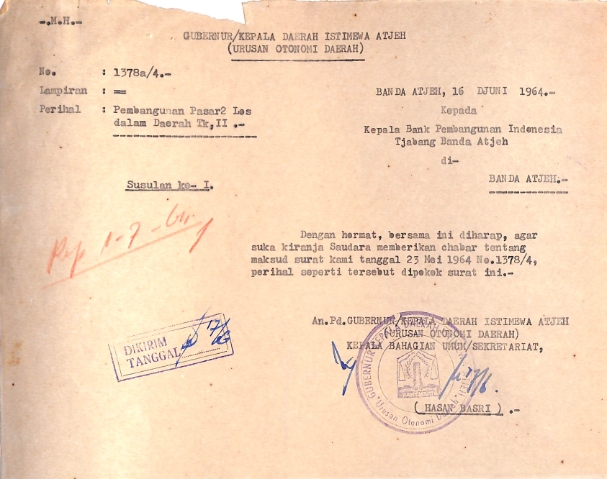 -.M.H.-
GUBERNUR/KEPALA DAERAH ISTIMEWA ATJEH
(URUSAN OTONOMI DAERAH)
No. : 1378a/4.-
Lampiran : ==
Perihal : Pembangunan Pasar2 Los
dalam Daerah Tk,II .-
BANDA ATJEH, 16 DJUNI 1964.-
Kepada
Kepala Bank Pembangunan Indonesia
Tjabang Banda Atjeh
di-
BANDA ATJEH.-
Susulan ke- I.
Dengan hormat, bersama ini diharap, agar
suka kiranja Saudara memberikan chabar tentang
maksud surat kami tanggal 23 Mei 1964 No.1378/4,
perihal seperti tersebut dipokok surat ini.-
An.Pd.GUBERNUR/KEPALA DAERAH ISTIMEWA ATJEH
(URUSAN OTONOMI DAERAH)
KEPALA BAHAGIAN UMUM/SEKRETARIAT,
DIKIRIM
TANGGAL
(HASAN BASRI) .-